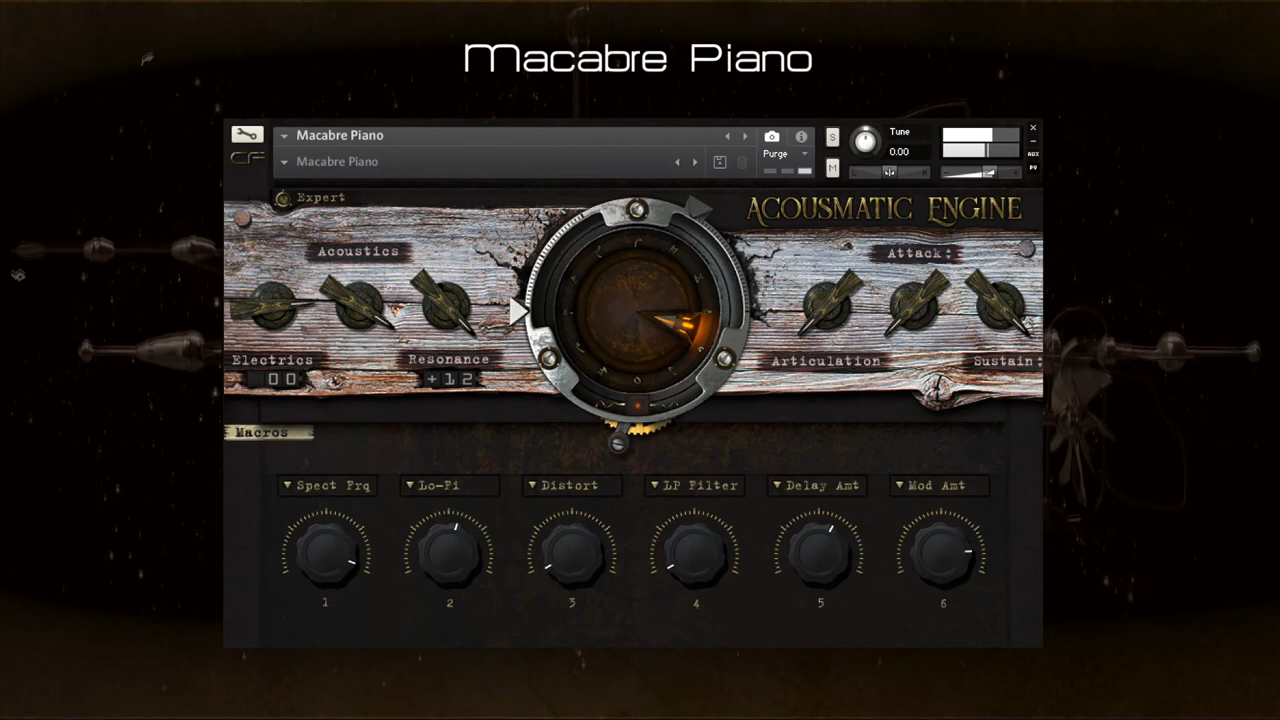 Macabre Piano
Macabre Piano
Macabre Piano
Purge
S
M
Tune
0.00
L R
AUX
PV
Expert
ACOUSMATIC ENGINE
Acoustics
Attack
Electrics
Resonance
Articulation
Sustain
00
+12
Macros
Spect Frq
Lo-Fi
Distort
LP Filter
Delay Amt
Mod Amt
1
2
3
4
5
6